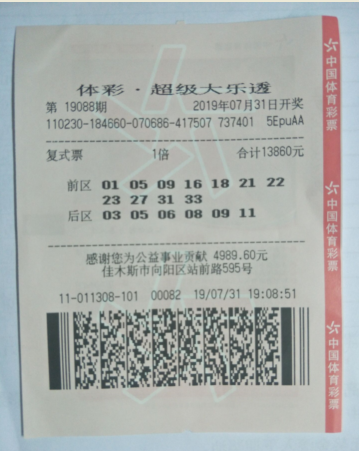 体彩·超级大乐透
第 19088期 2019年07月31日开奖
110230-184660-070686-417507 737401 5EpuAA
复式票 1倍 合计13860元
前区 01 05 09 16 18 21 22
23 27 31 33
后区 03 05 06 08 09 11
感谢您为公益事业贡献 4989.60元
佳木斯市向阳区站前路595号
11-011308-101 00082 19/07/31 19:08:51
中国体育彩票
中国体育彩票
中国体育彩票